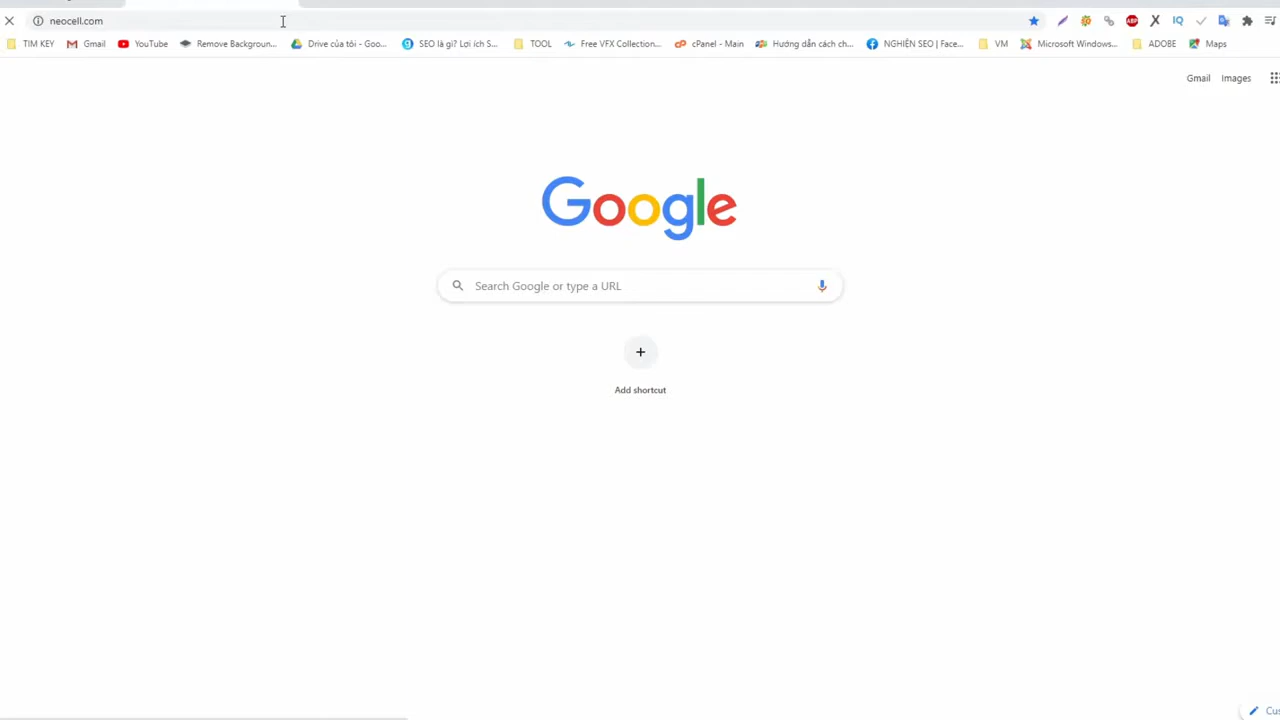 neocell.com
TIM KEY Gmail YouTube Remove Backgroun... Drive của tôi - Goo... SEO là gì? Lợi ích S... TOOL Free VFX Collection... cPanel - Main Hướng dẫn cách ch... NGHIỆN SEO | Face... VM Microsoft Windows... ADOBE Maps
Gmail Images
Google
Search Google or type a URL
Add shortcut
Cus